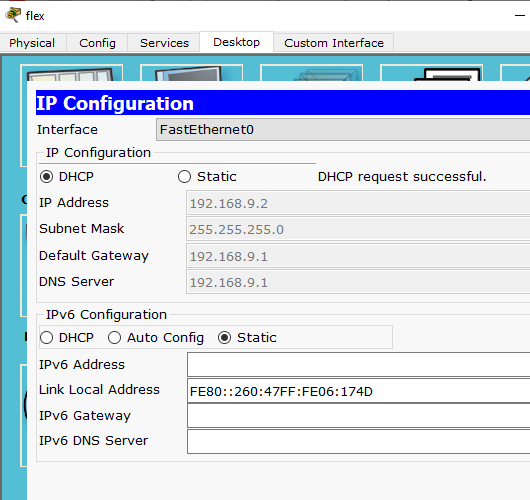 flex
Physical Config Services Desktop Custom Interface
IP Configuration
Interface FastEthernet0
IP Configuration
DHCP Static DHCP request successful.
IP Address 192.168.9.2
Subnet Mask 255.255.255.0
Default Gateway 192.168.9.1
DNS Server 192.168.9.1
IPv6 Configuration
DHCP Auto Config Static
IPv6 Address
Link Local Address FE80::260:47FF:FE06:174D
IPv6 Gateway
IPv6 DNS Server